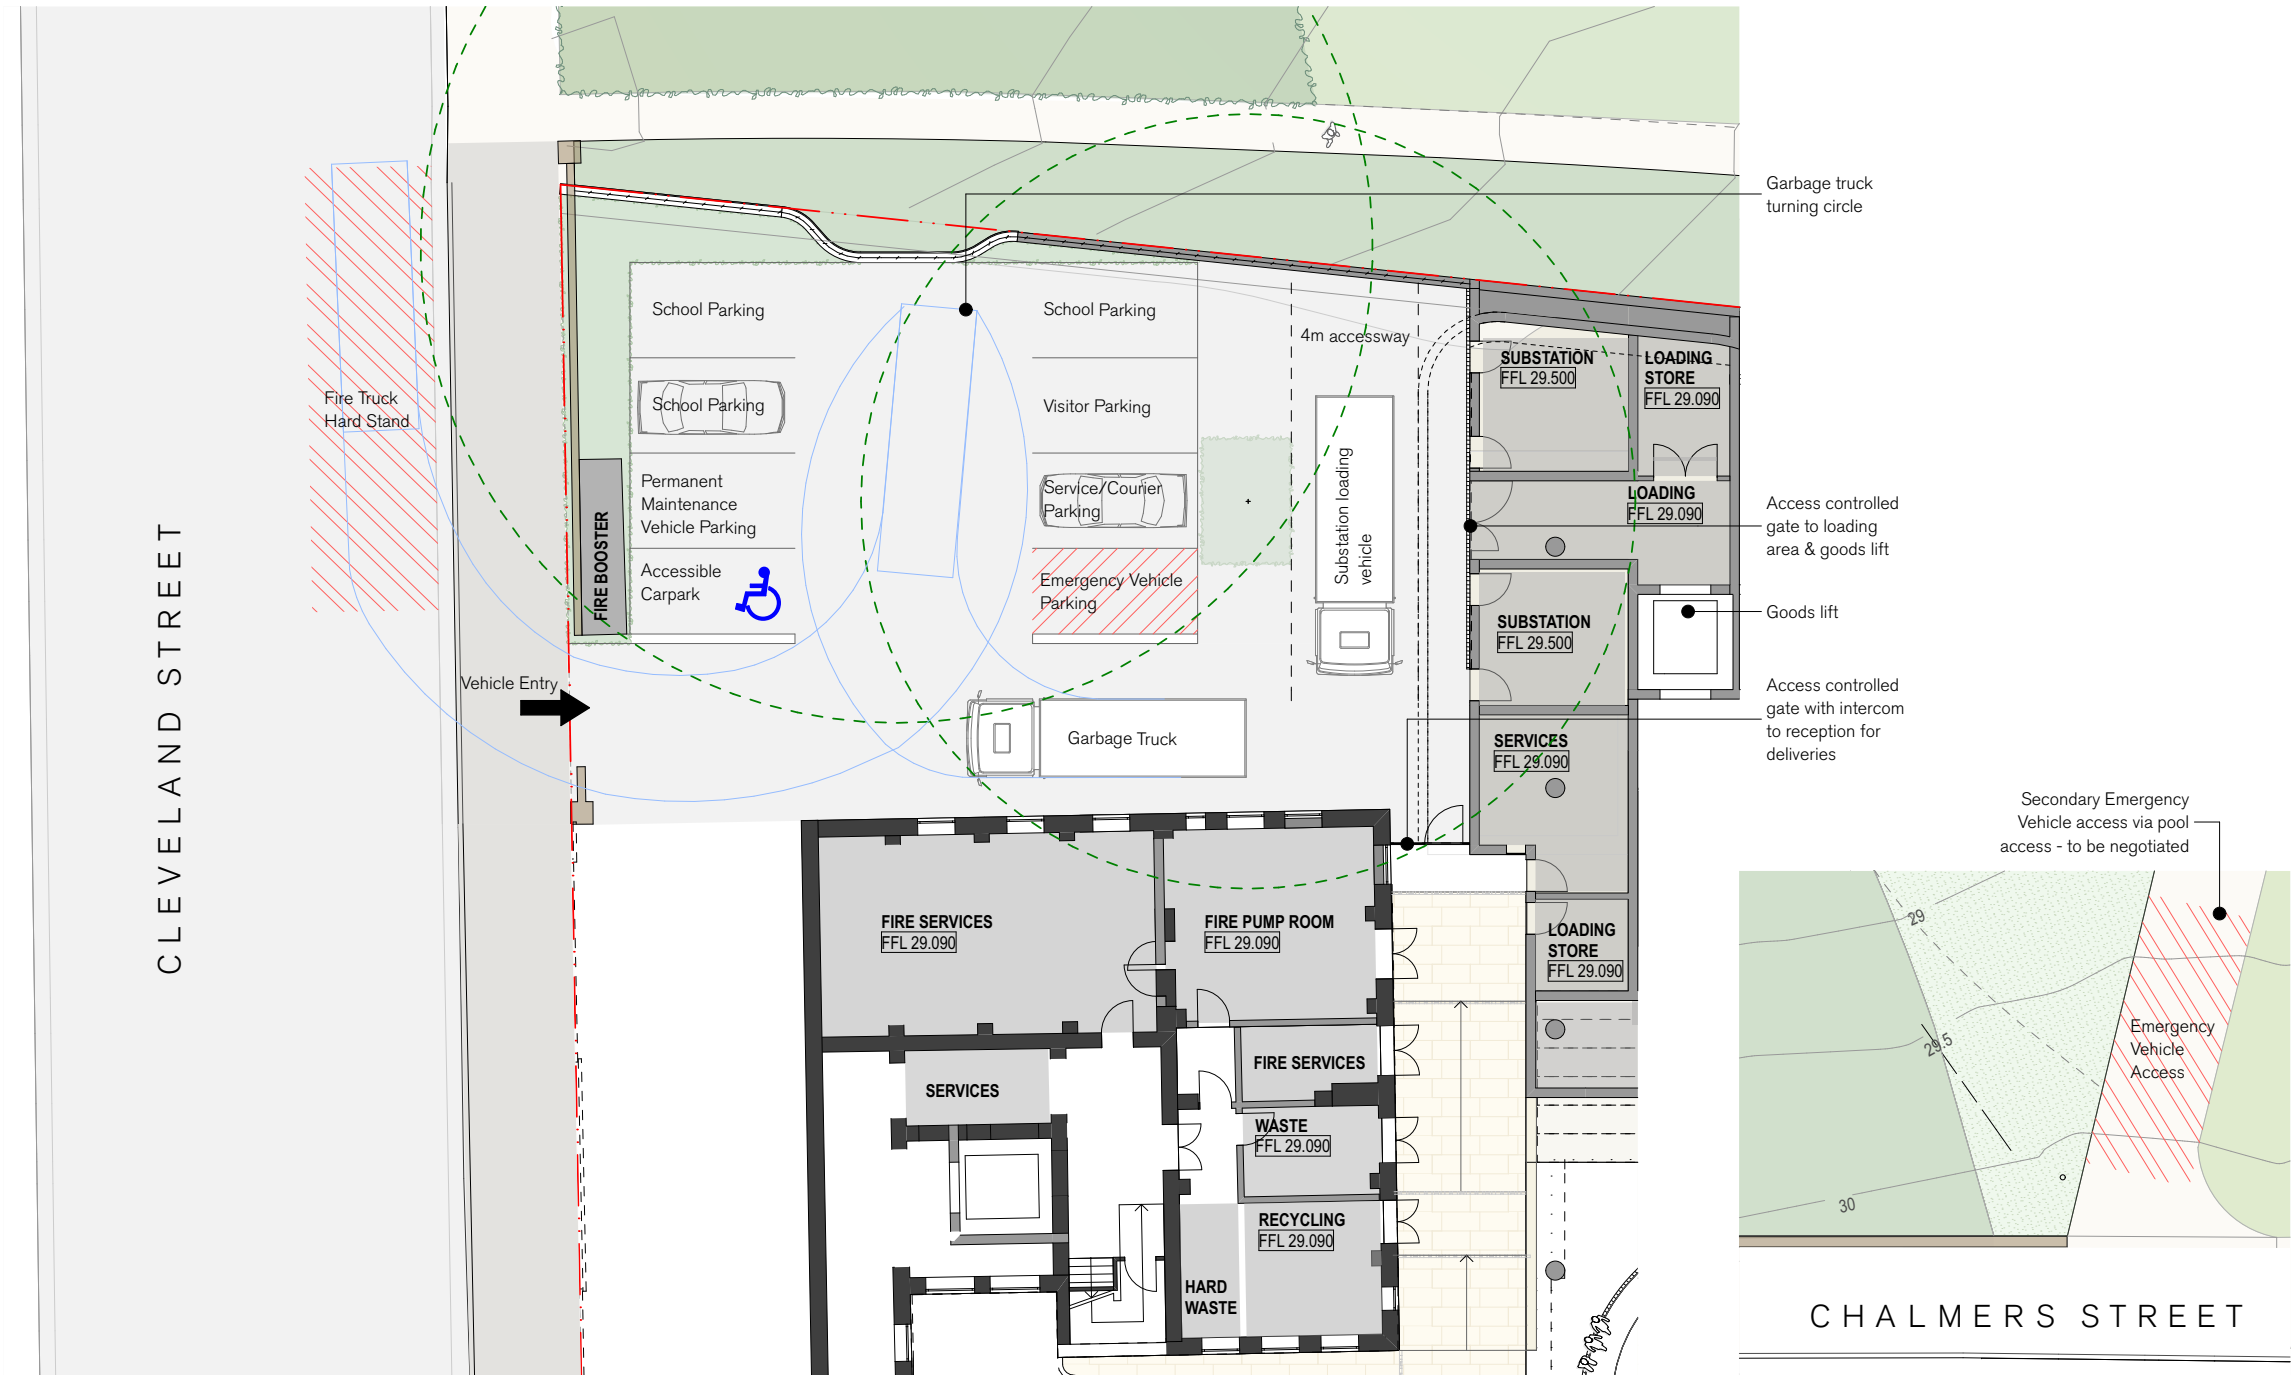 Garbage truck
turning circle
School Parking
School Parking
4m accessway
SUBSTATION
FFL 29.500
LOADING
STORE
FFL 29.090
Fire Truck
Hard Stand
School Parking
Visitor Parking
Substation loading
vehicle
Permanent
Maintenance
Vehicle Parking
Service/Courier
Parking
LOADING
FFL 29.090
Access controlled
gate to loading
area & goods lift
FIRE BOOSTER
Accessible
Carpark
Emergency Vehicle
Parking
SUBSTATION
FFL 29.500
Goods lift
CLEVELAND STREET
Vehicle Entry
Garbage Truck
SERVICES
FFL 29.090
Access controlled
gate with intercom
to reception for
deliveries
Secondary Emergency
Vehicle access via pool
access - to be negotiated
FIRE SERVICES
FFL 29.090
FIRE PUMP ROOM
FFL 29.090
LOADING
STORE
FFL 29.090
29
29.5
30
Emergency
Vehicle
Access
SERVICES
FIRE SERVICES
WASTE
FFL 29.090
RECYCLING
FFL 29.090
HARD
WASTE
CHALMERS STREET